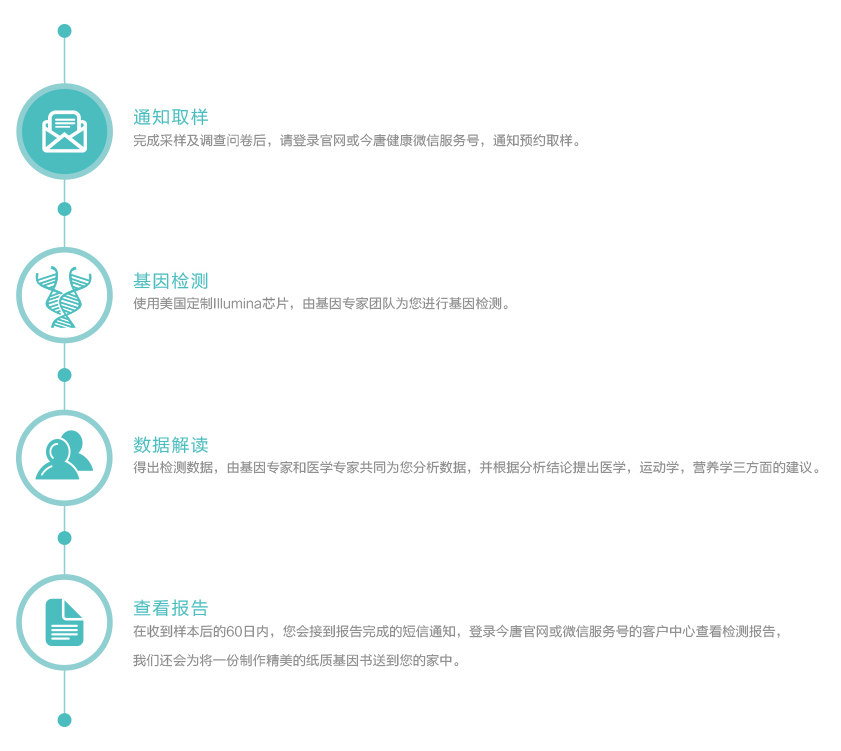 通知取样
完成采样及调查问卷后，请登录官网或今唐健康微信服务号，通知预约取样。
基因检测
使用美国定制Illumina芯片，由基因专家团队为您进行基因检测。
数据解读
得出检测数据，由基因专家和医学专家共同为您分析数据，并根据分析结论提出医学，运动学，营养学三方面的建议。
查看报告
在收到样本后的60日内，您会接到报告完成的短信通知，登录今唐官网或微信服务号的客户中心查看检测报告，
我们还会为将一份制作精美的纸质基因书送到您的家中。